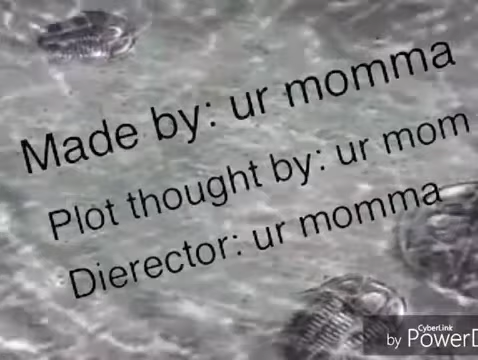 Made by: ur momma
Plot thought by: ur mom
Dierector: ur momma
CyberLink
by PowerD